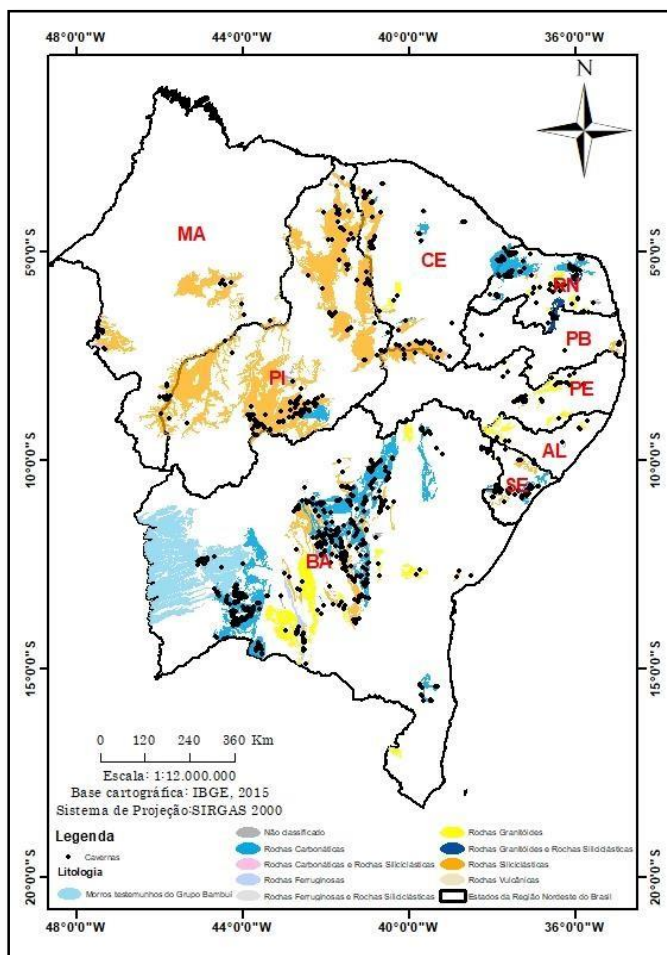 48°0'0"W
44°0'0"W
40°0'0"W
36°0'0"W
N
MA
CE
RN
PB
PI
PE
AL
SE
BA
5°0'0"S
10°0'0"S
15°0'0"S
20°0'0"S
5°0'0"S
10°0'0"S
15°0'0"S
20°0'0"S
0 120 240 360 Km
Escala: 1:12.000.000
Base cartográfica: IBGE, 2015
Sistema de Projeção:SIRGAS 2000
Legenda
Cavernas
Litologia
Morros testemunhos do Grupo Bambuí
Não classificado
Rochas Carbonáticas
Rochas Carbonáticas e Rochas Siliciclásticas
Rochas Ferruginosas
Rochas Ferruginosas e Rochas Siliciclásticas
Rochas Granitóides
Rochas Granitóides e Rochas Siliciclásticas
Rochas Siliciclásticas
Rochas Vulcânicas
Estados da Região Nordeste do Brasil
48°0'0"W
44°0'0"W
40°0'0"W
36°0'0"W